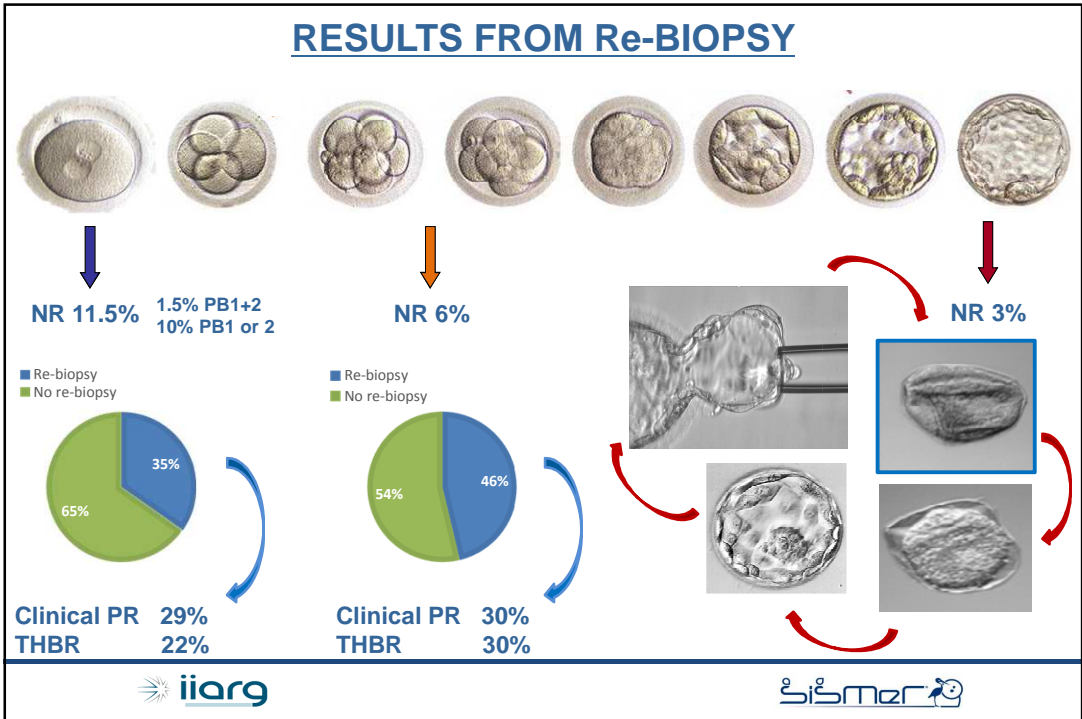 RESULTS FROM Re-BIOPSY
NR 11.5%
1.5% PB1+2
10% PB1 or 2
NR 6%
NR 3%
Re-biopsy
No re-biopsy
35%
65%
Re-biopsy
No re-biopsy
46%
54%
Clinical PR 29%
THBR 22%
Clinical PR 30%
THBR 30%
iiarg
SiSmer